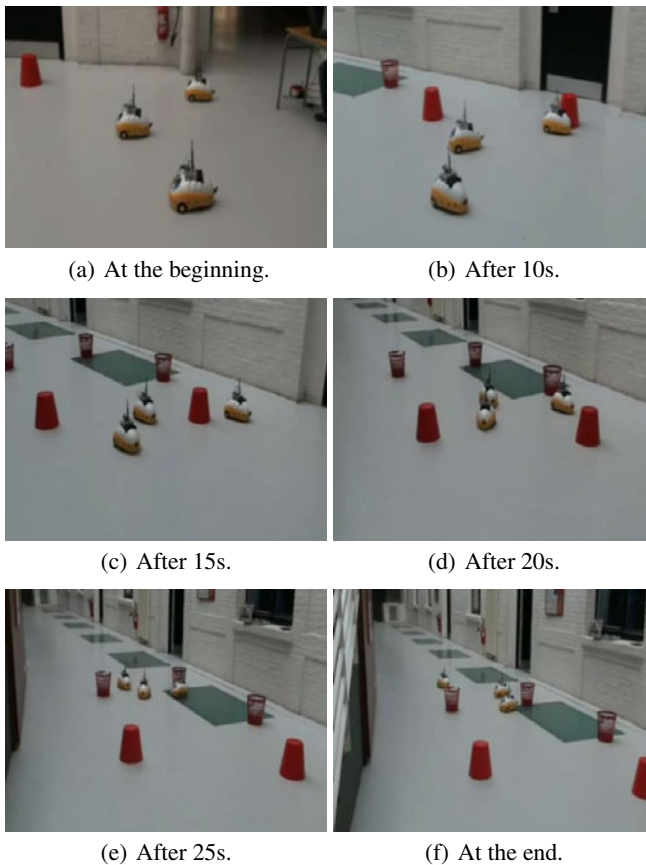 (a) At the beginning.
(b) After 10s.
(c) After 15s.
(d) After 20s.
(e) After 25s.
(f) At the end.